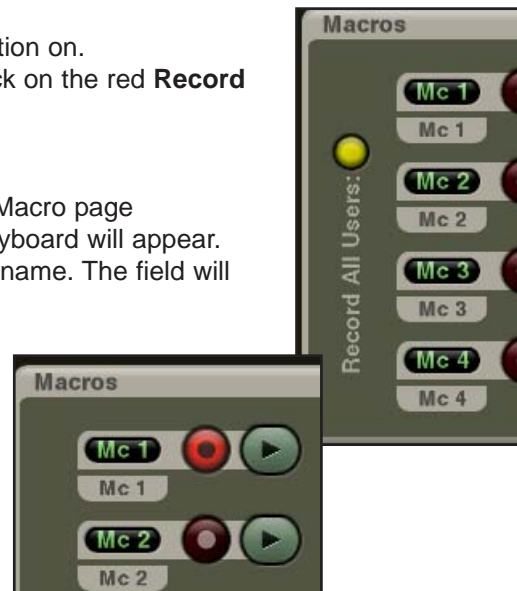 tion on.
ck on the red Record
Macro page
yboard will appear.
name. The field will
Macros
Mc 1
Mc 1
Mc 2
Mc 2
Mc 3
Mc 3
Mc 4
Mc 4
Record All Users:
Macros
Mc 1
Mc 1
Mc 2
Mc 2